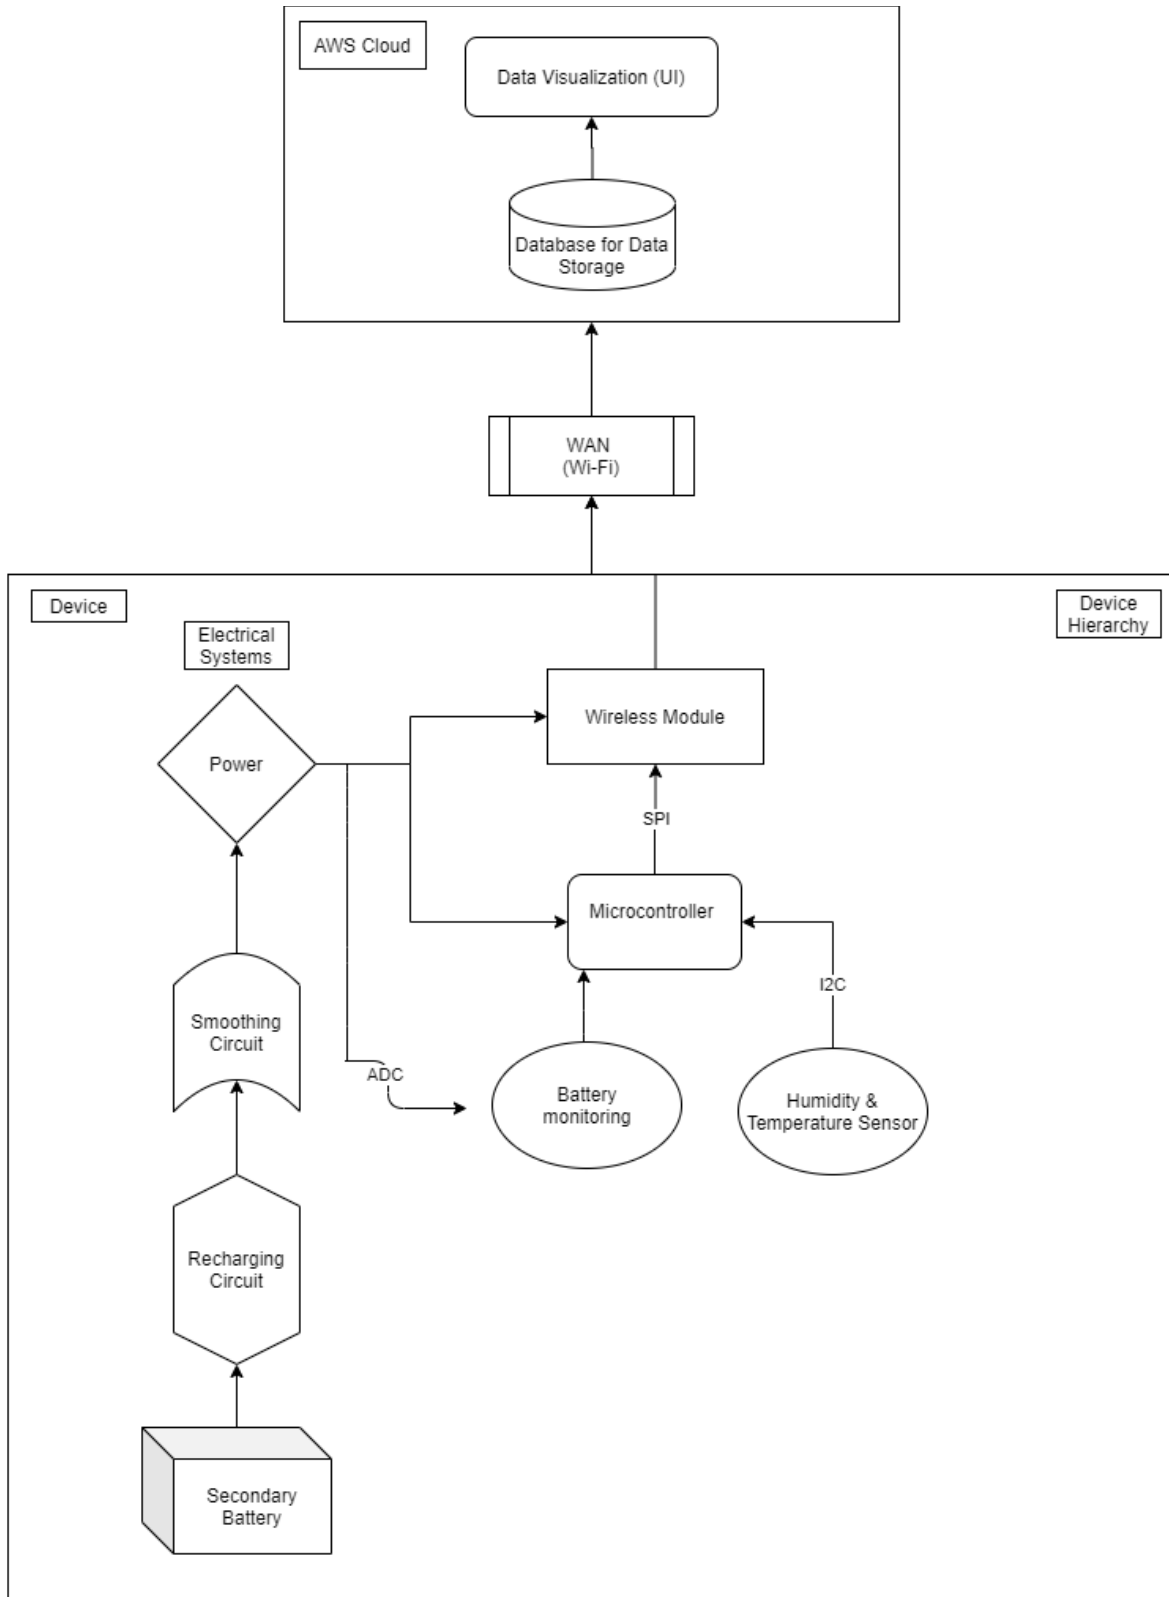 AWS Cloud
Data Visualization (UI)
Database for Data
Storage
WAN
(Wi-Fi)
Device
Device
Hierarchy
Electrical
Systems
Wireless Module
Power
SPI
Microcontroller
I2C
Smoothing
Circuit
ADC
Battery
monitoring
Humidity &
Temperature Sensor
Recharging
Circuit
Secondary
Battery